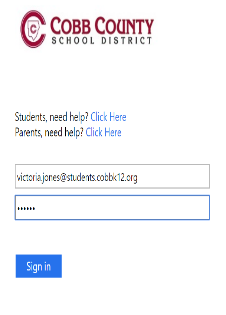 COBB COUNTY
SCHOOL DISTRICT
Students, need help? Click Here
Parents, need help? Click Here
victoria.jones@students.cobbk12.org
••••••
Sign in